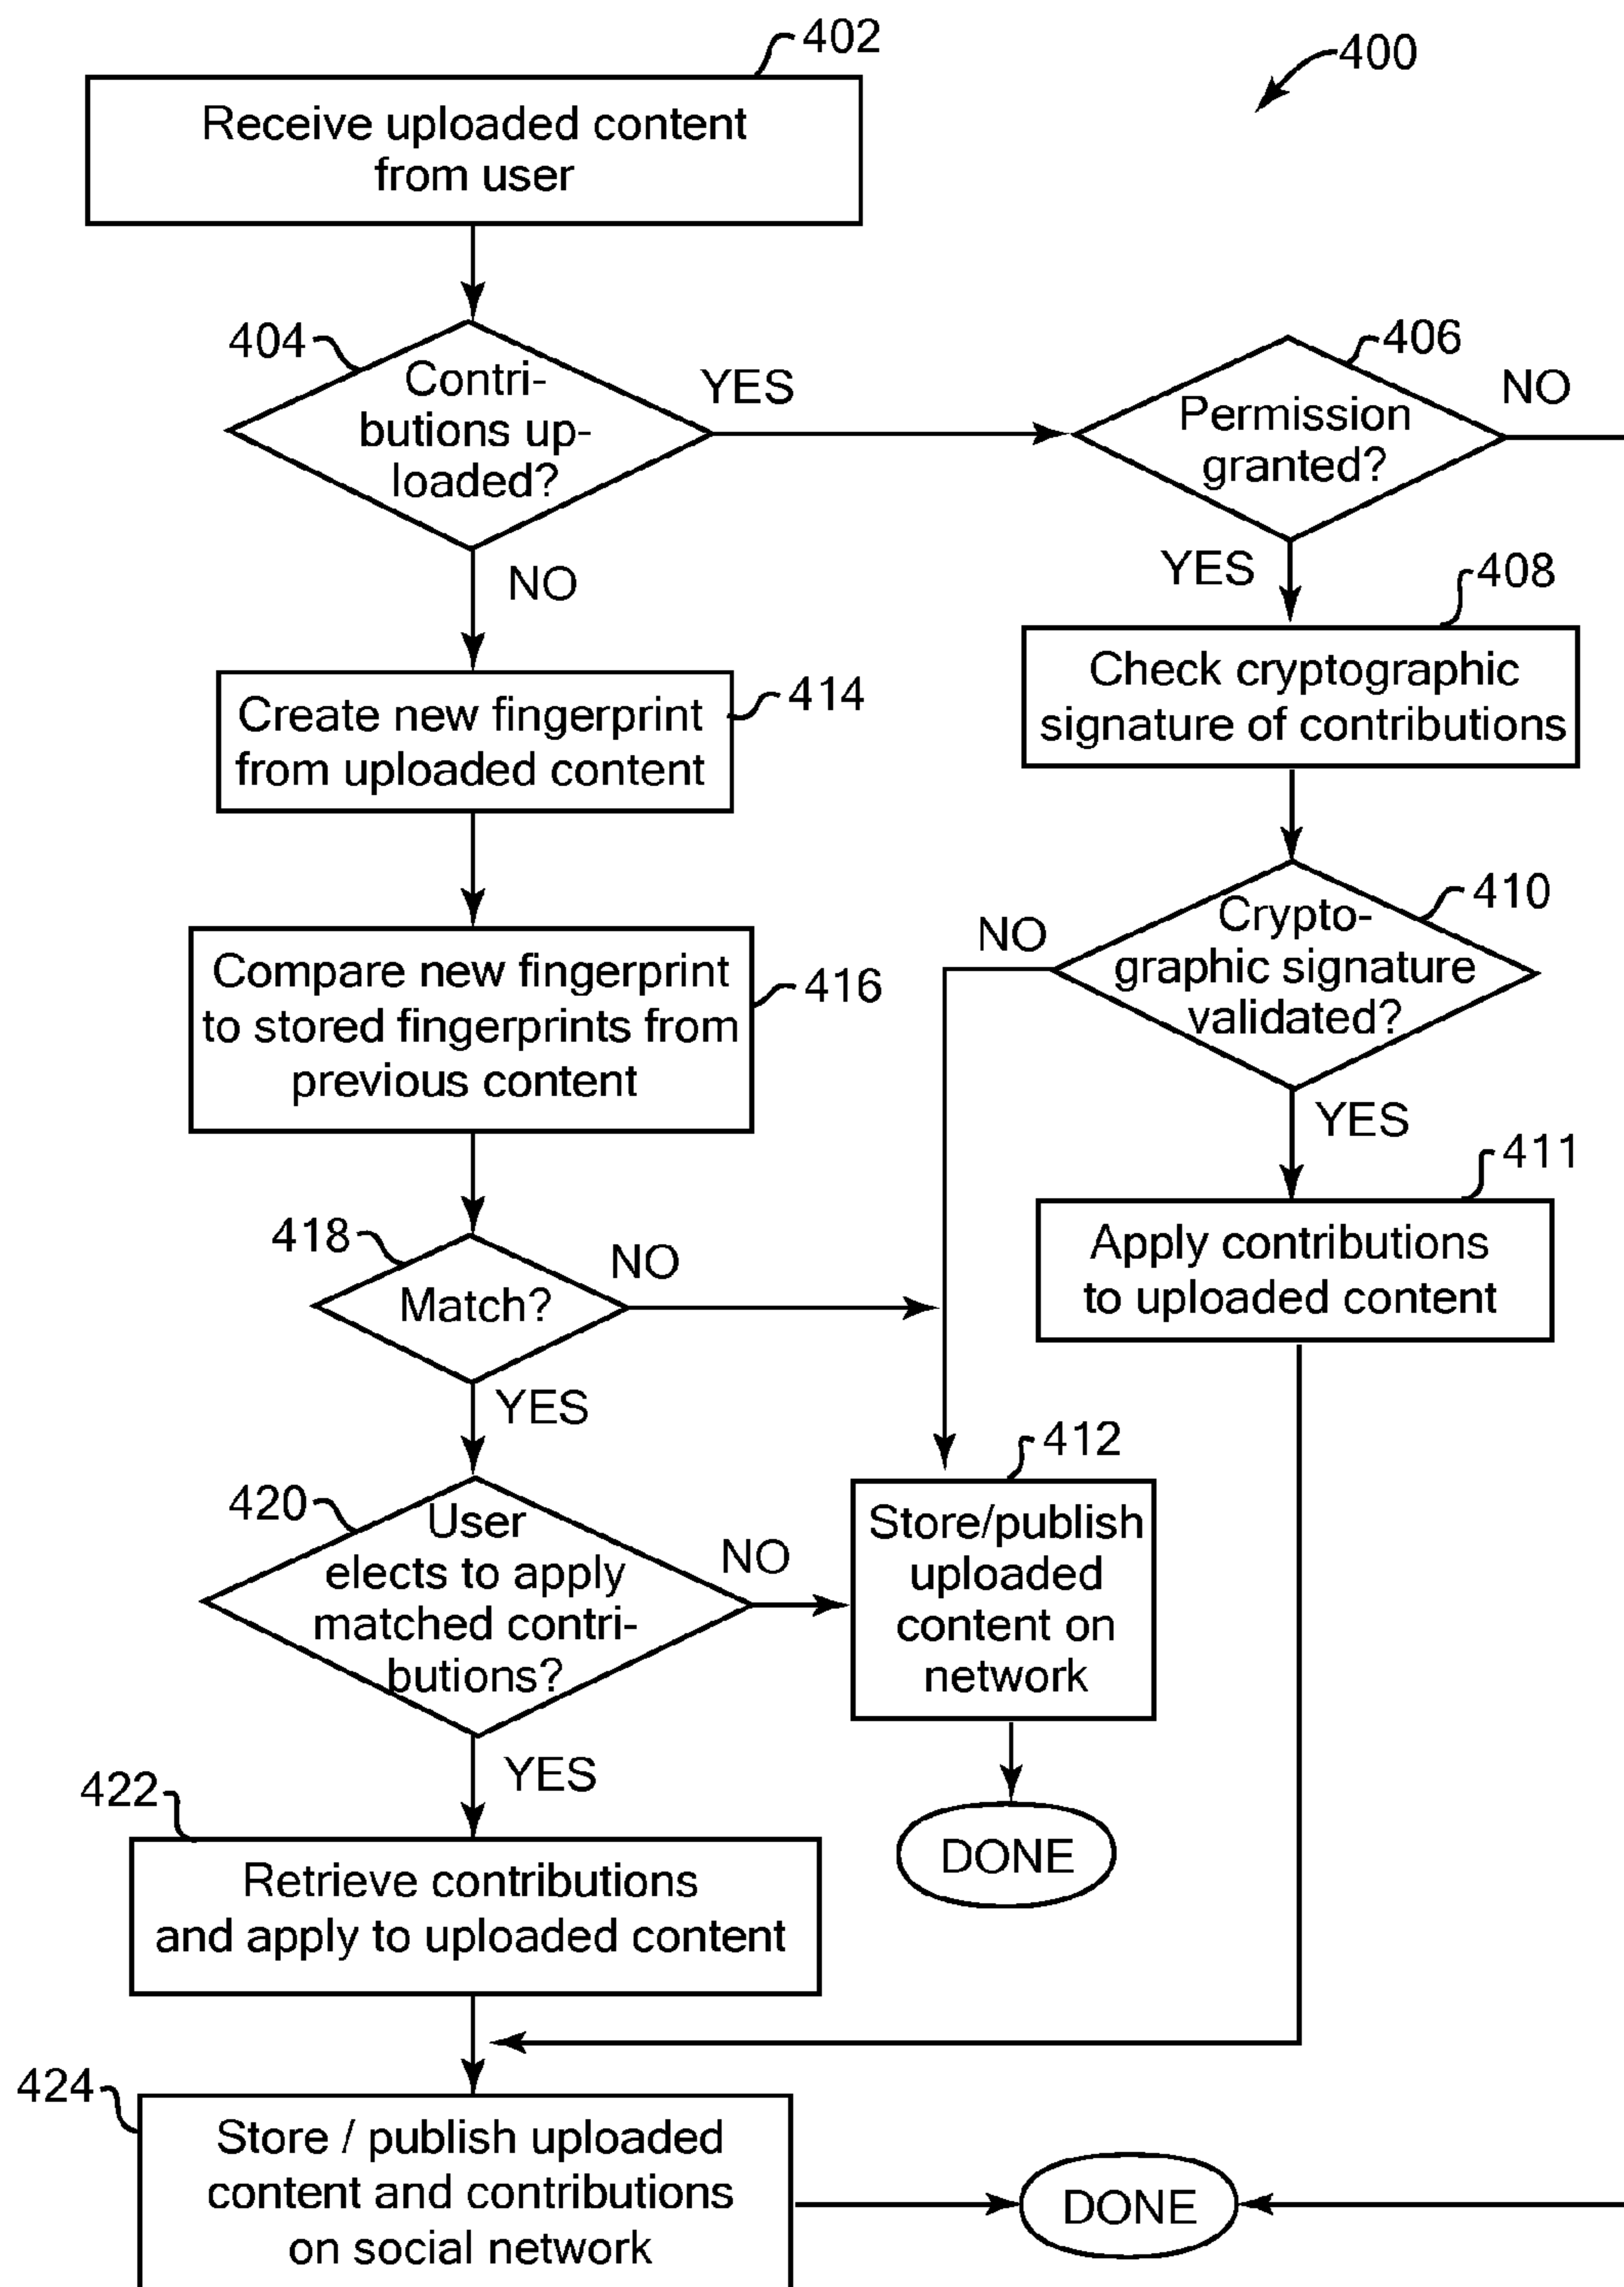 402
400
Receive uploaded content
from user
404
Contri-
butions up-
loaded?
YES
406
Permission
granted?
NO
NO
YES
408
Check cryptographic
signature of contributions
414
Create new fingerprint
from uploaded content
410
Crypto-
graphic signature
validated?
NO
YES
416
Compare new fingerprint
to stored fingerprints from
previous content
411
Apply contributions
to uploaded content
418
Match?
NO
YES
412
Store/publish
uploaded
content on
network
420
User
elects to apply
matched contri-
butions?
NO
YES
DONE
422
Retrieve contributions
and apply to uploaded content
424
Store / publish uploaded
content and contributions
on social network
DONE